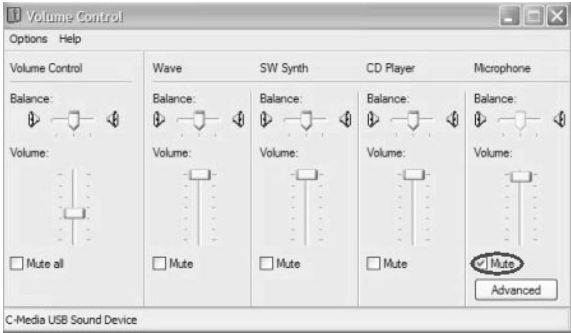 Volume Control
Options Help
Volume Control Wave SW Synth CD Player Microphone
Balance: Balance: Balance: Balance: Balance:
Volume: Volume: Volume: Volume: Volume:
Mute all Mute Mute Mute Mute
Advanced
C-Media USB Sound Device